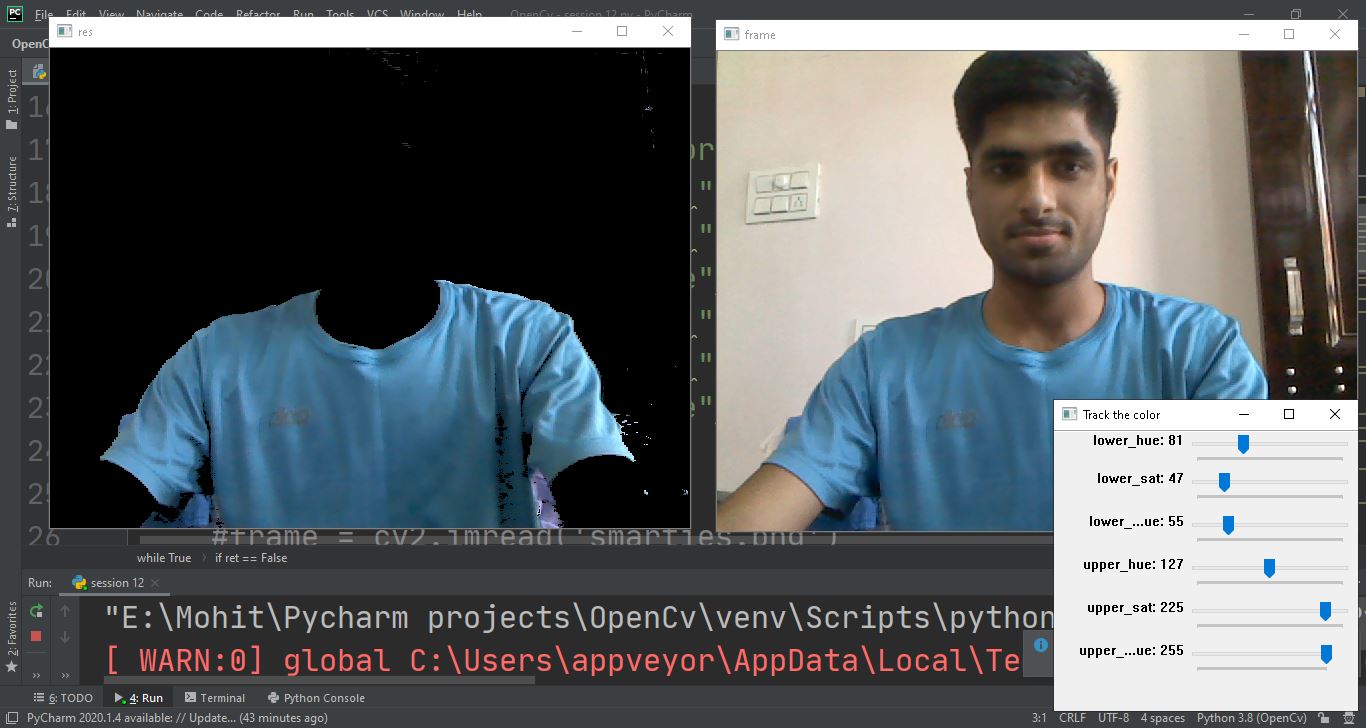 PC File Edit View Navigate Code Refactor Run Tools VCS Window Help OpenCv - session 12.py - PyCharm
res
frame
OpenC
1: Project
7: Structure
2: Favorites
16
17
18
19
20
21
22
23
24
25
26 #frame = cv2.imread('smarties.png')
while True › if ret == False
Run: session 12
"E:\Mohit\Pycharm projects\OpenCv\venv\Scripts\python
[ WARN:0] global C:\Users\appveyor\AppData\Local\Te
Track the color
lower_hue: 81
lower_sat: 47
lower_...ue: 55
upper_hue: 127
upper_sat: 225
upper_...ue: 255
6: TODO 4: Run Terminal Python Console
PyCharm 2020.1.4 available: // Update... (43 minutes ago) 3:1 CRLF UTF-8 4 spaces Python 3.8 (OpenCv)